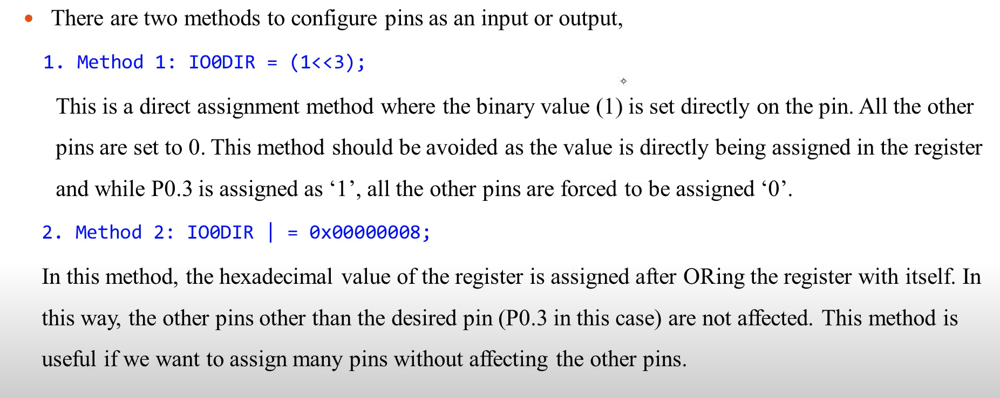 • There are two methods to configure pins as an input or output,
1. Method 1: IO0DIR = (1<<3);
This is a direct assignment method where the binary value (1) is set directly on the pin. All the other
pins are set to 0. This method should be avoided as the value is directly being assigned in the register
and while P0.3 is assigned as ‘1’, all the other pins are forced to be assigned ‘0’.
2. Method 2: IO0DIR | = 0x00000008;
In this method, the hexadecimal value of the register is assigned after ORing the register with itself. In
this way, the other pins other than the desired pin (P0.3 in this case) are not affected. This method is
useful if we want to assign many pins without affecting the other pins.